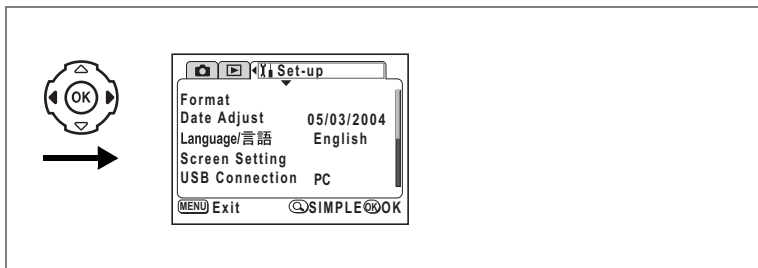 OK
Set-up
Format
Date Adjust 05/03/2004
Language/言語 English
Screen Setting
USB Connection PC
MENU Exit SIMPLE OK OK